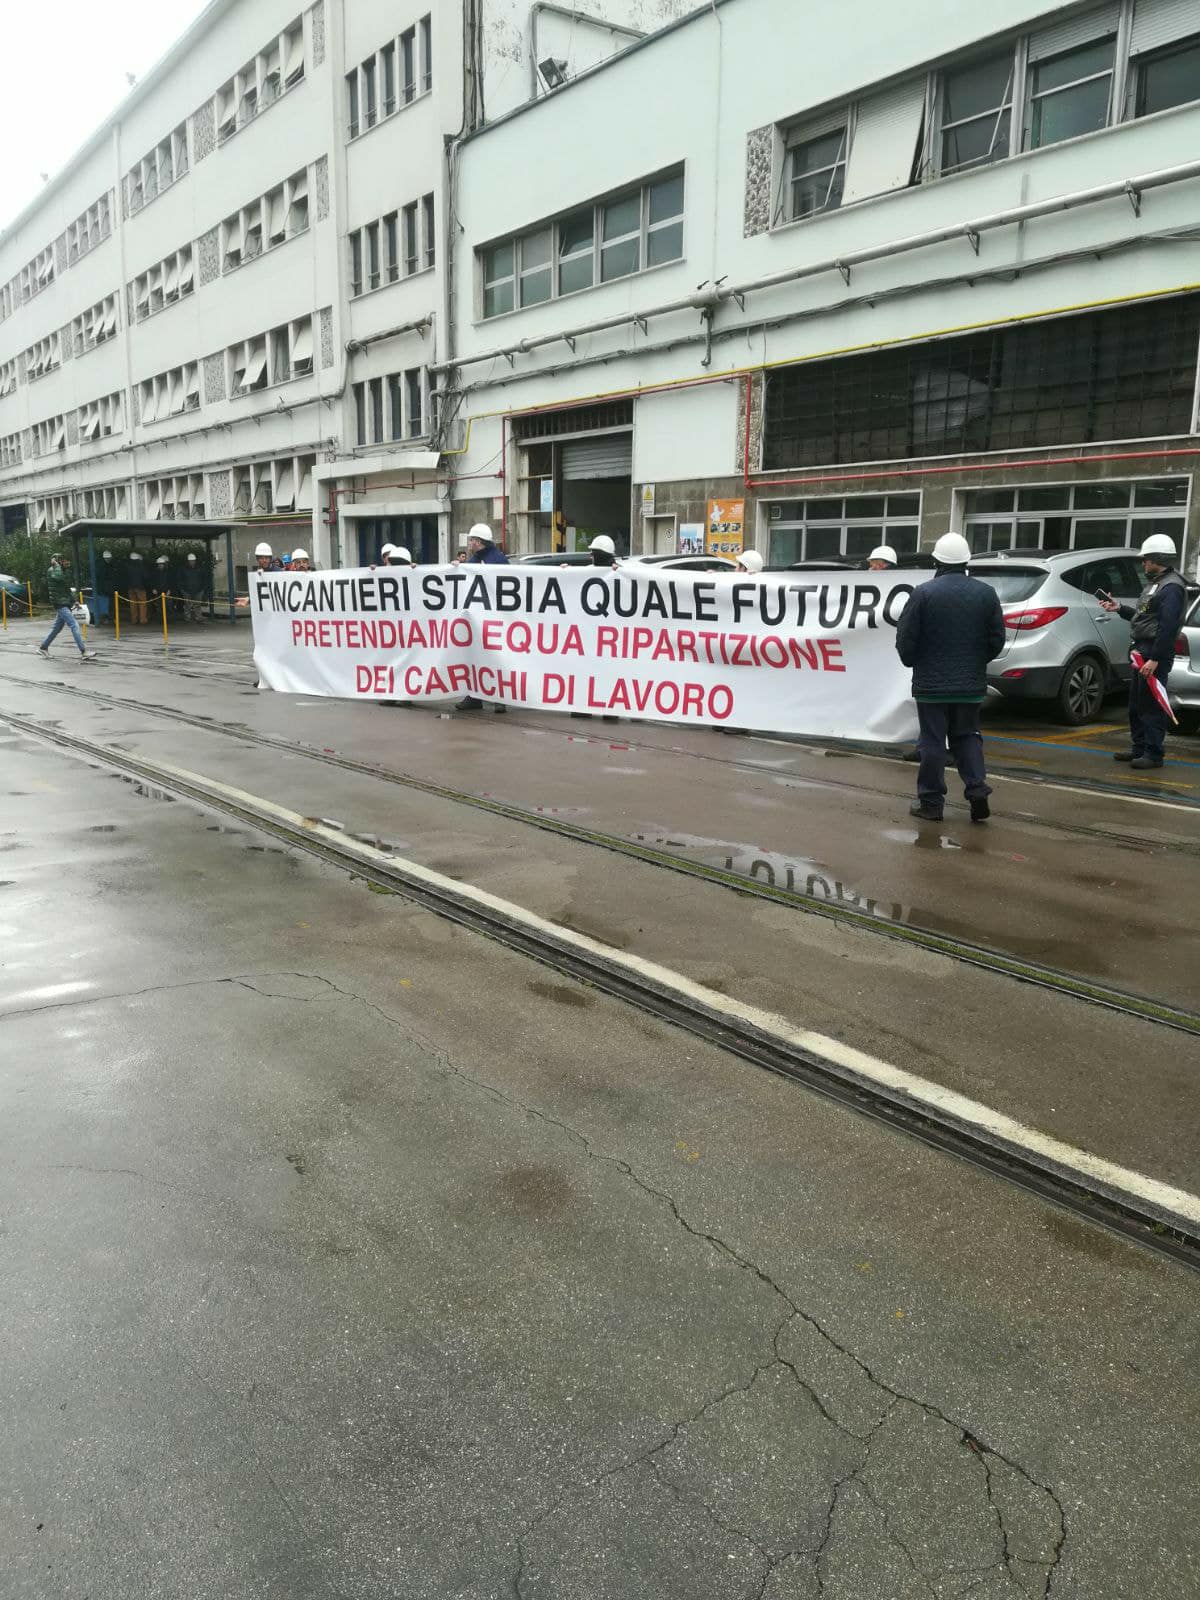 FINCANTIERI STABIA QUALE FUTURO
PRETENDIAMO EQUA RIPARTIZIONE
DEI CARICHI DI LAVORO